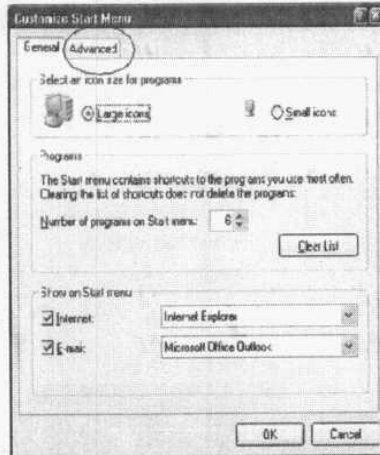 Customize Start Menu
General Advanced
Select an icon size for programs
Large icons Small icons
Programs
The Start menu contains shortcuts to the programs you use most often.
Clearing the list of shortcuts does not delete the programs.
Number of programs on Start menu: 6
Clear List
Show on Start menu
Internet: Internet Explorer
E-mail: Microsoft Office Outlook
OK Cancel